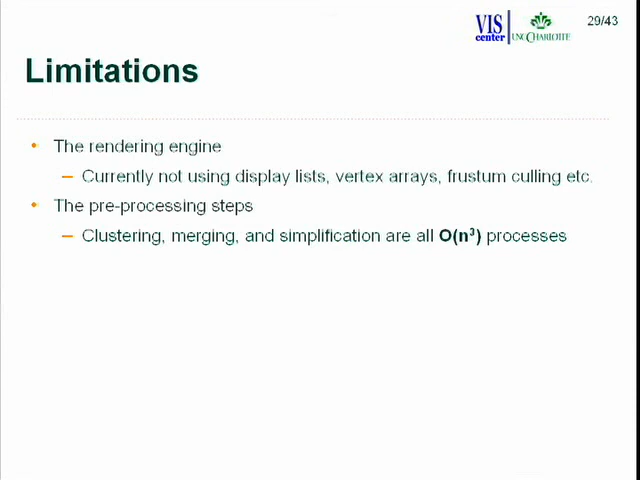 VIS
center
UNC CHARLOTTE
29/43
Limitations
• The rendering engine
– Currently not using display lists, vertex arrays, frustum culling etc.
• The pre-processing steps
– Clustering, merging, and simplification are all O(n³) processes